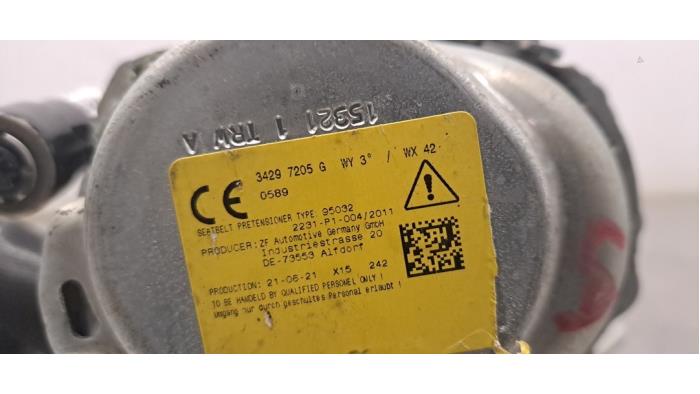 15921 1 TRW A
3429 7205 G WY 3° / WX 42
CE 0589
SEATBELT PRETENSIONER TYPE: 95032
2231-P1-004/2011
PRODUCER: ZF Automotive Germany GmbH
Industriestrasse 20
DE-73553 Alfdorf
PRODUCTION: 21-06-21 X15 242
TO BE HANDELD BY QUALIFIED PERSONEL ONLY !
Umgang nur durch geschultes Personal erlaubt !